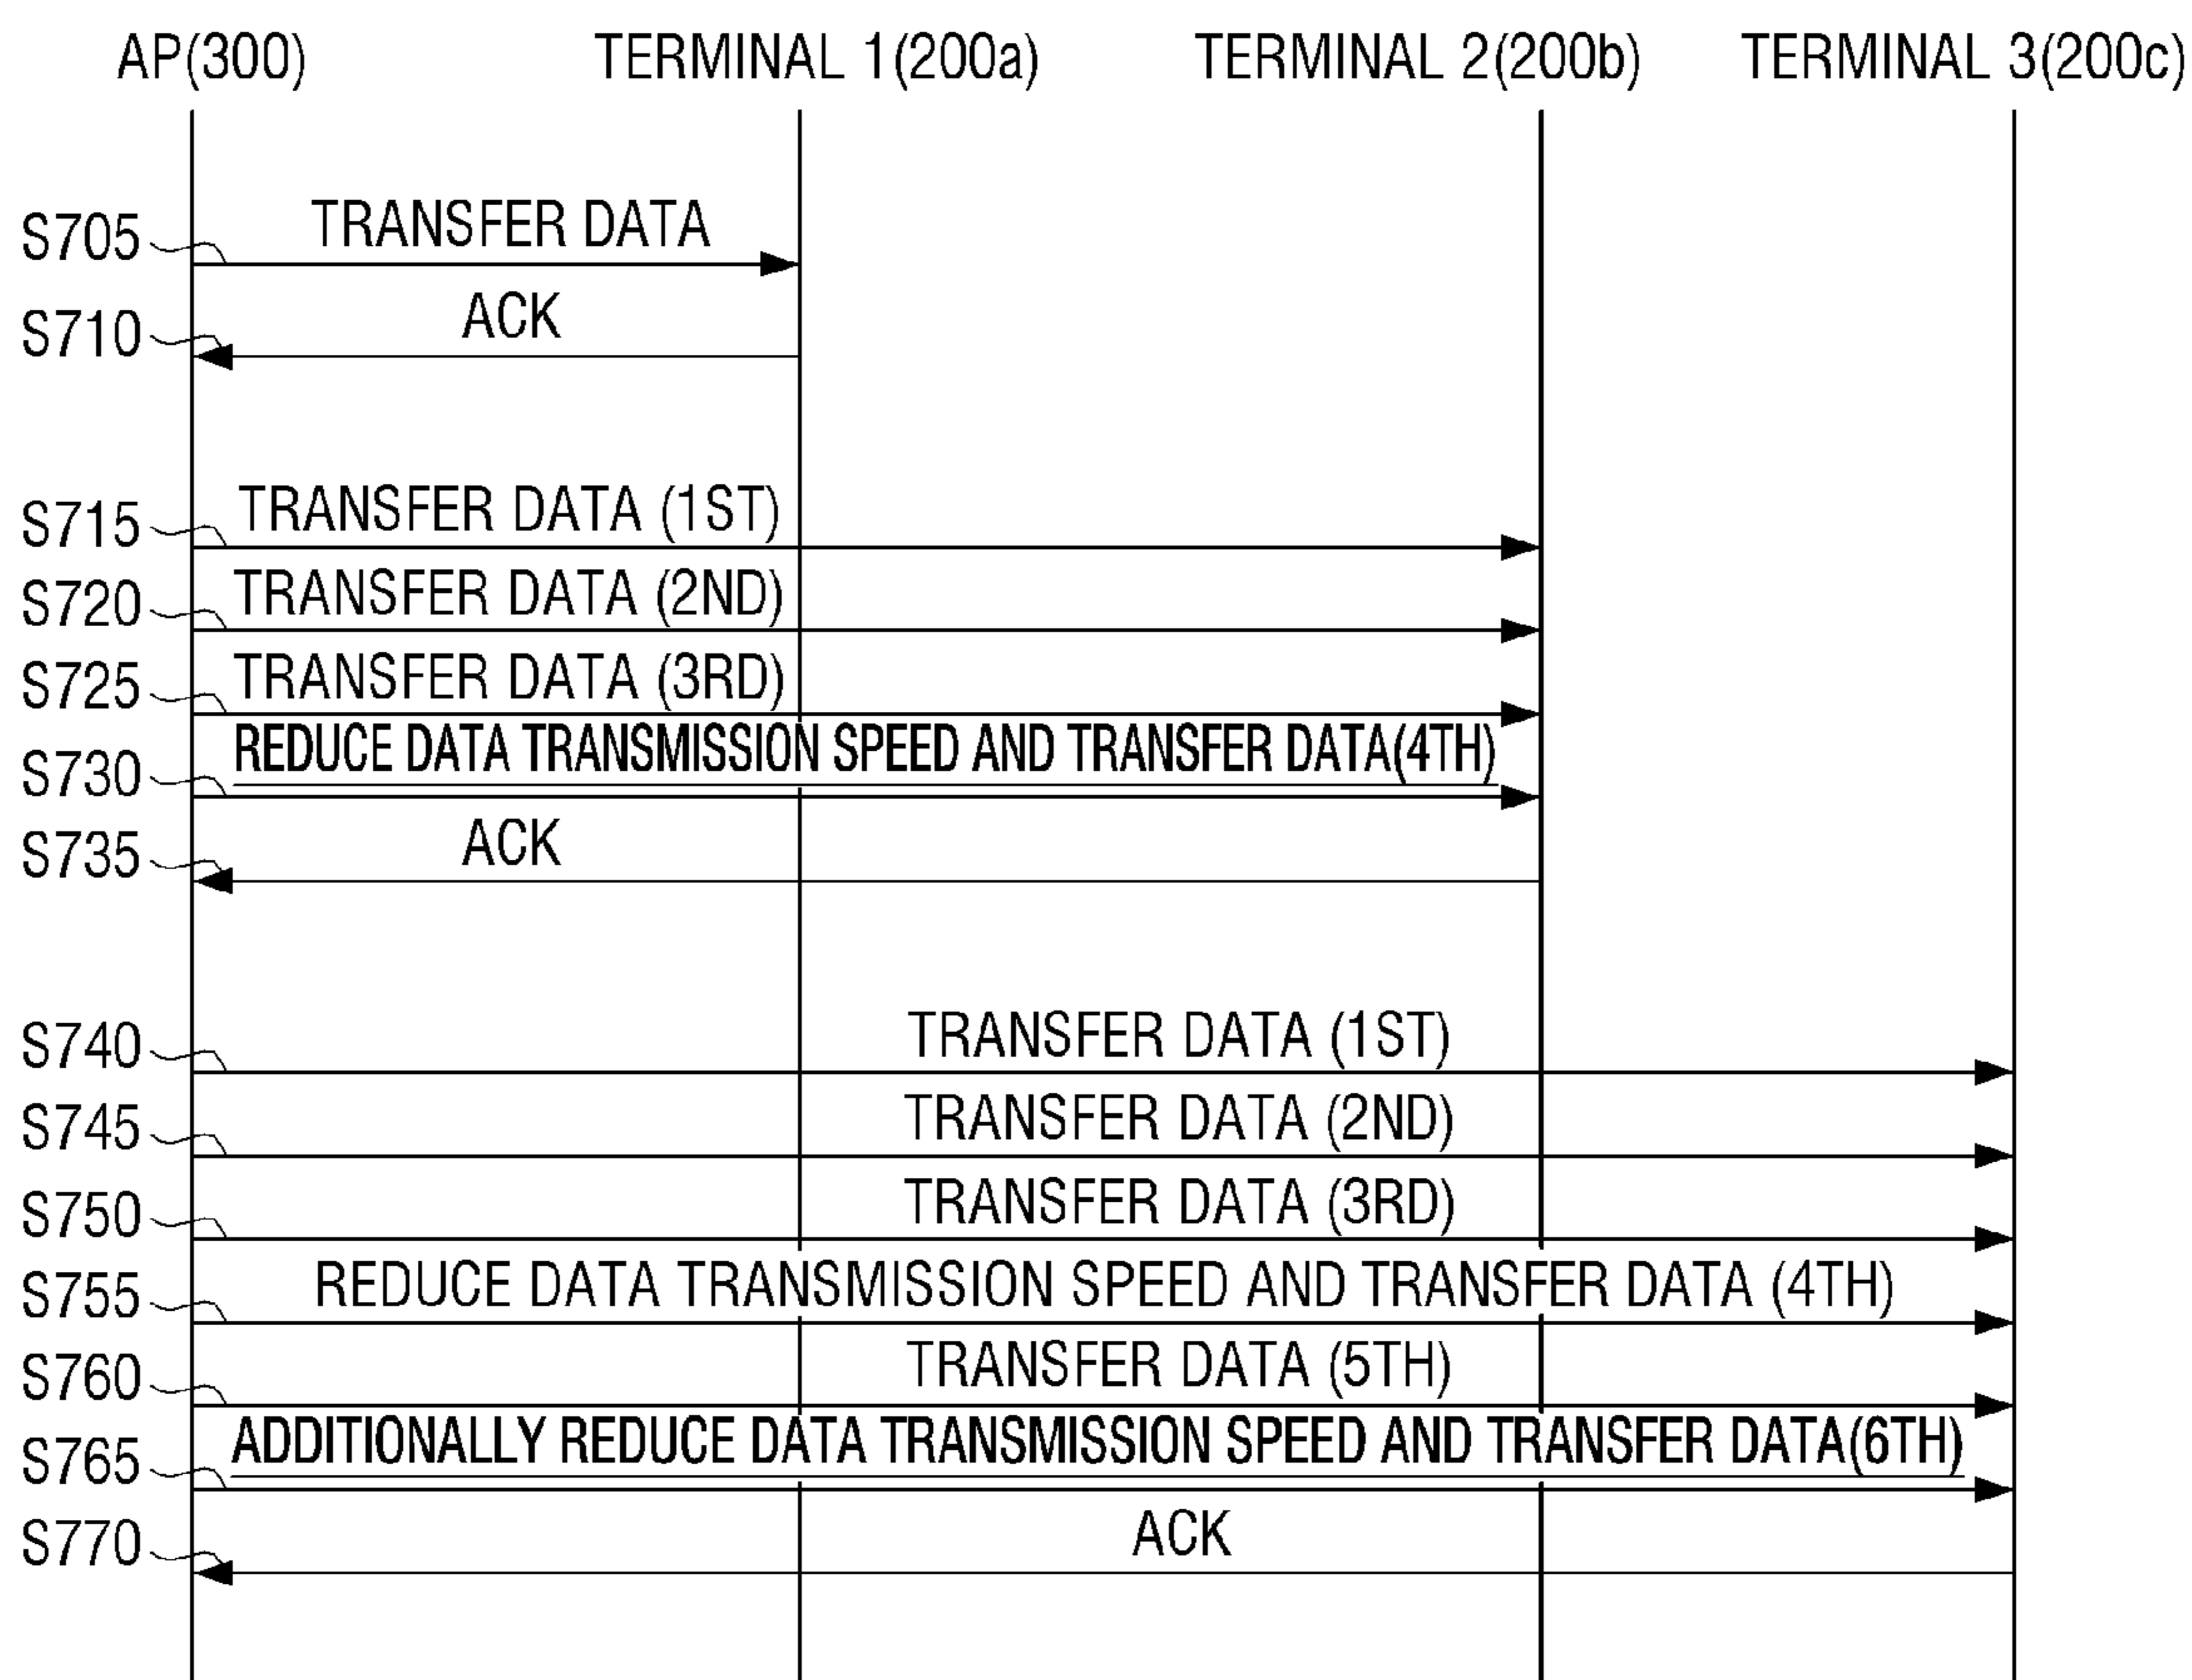 AP(300) TERMINAL 1(200a) TERMINAL 2(200b) TERMINAL 3(200c)
S705 TRANSFER DATA
S710 ACK
S715 TRANSFER DATA (1ST)
S720 TRANSFER DATA (2ND)
S725 TRANSFER DATA (3RD)
S730 REDUCE DATA TRANSMISSION SPEED AND TRANSFER DATA(4TH)
S735 ACK
S740 TRANSFER DATA (1ST)
S745 TRANSFER DATA (2ND)
S750 TRANSFER DATA (3RD)
S755 REDUCE DATA TRANSMISSION SPEED AND TRANSFER DATA (4TH)
S760 TRANSFER DATA (5TH)
S765 ADDITIONALLY REDUCE DATA TRANSMISSION SPEED AND TRANSFER DATA(6TH)
S770 ACK